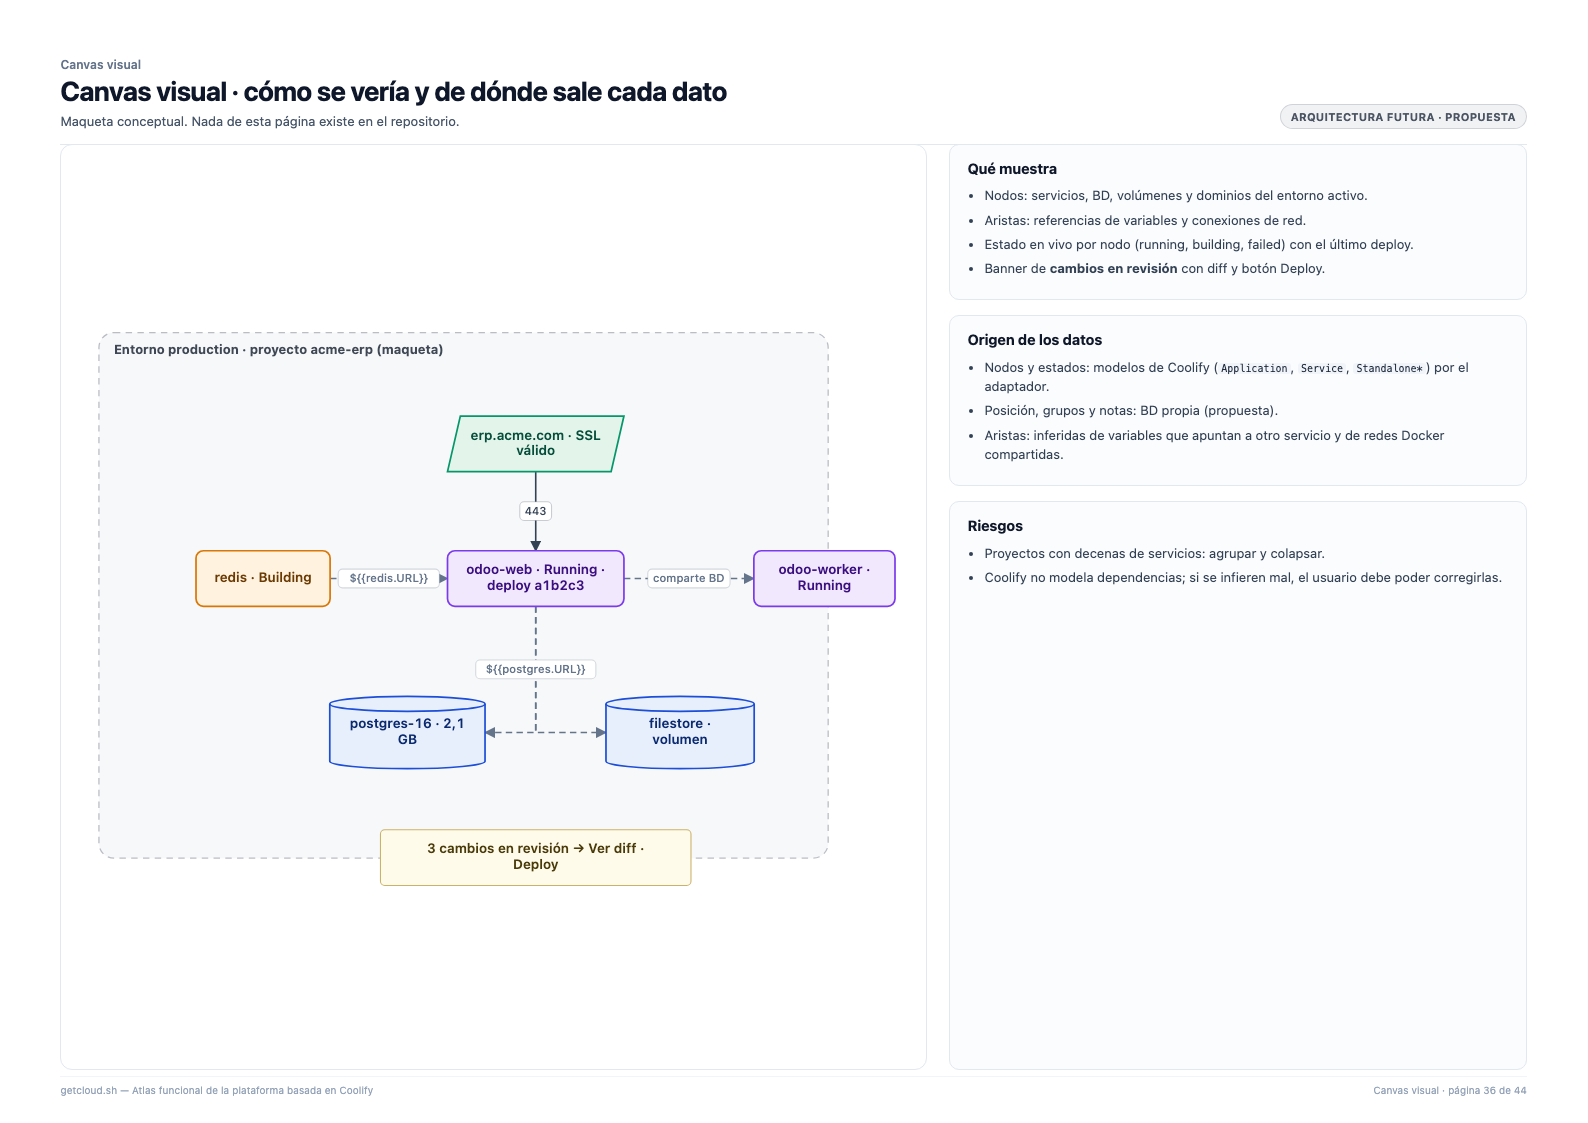 Canvas visual
Canvas visual · cómo se vería y de dónde sale cada dato
Maqueta conceptual. Nada de esta página existe en el repositorio.
ARQUITECTURA FUTURA · PROPUESTA
Entorno production · proyecto acme-erp (maqueta)
erp.acme.com · SSL
válido
443
redis · Building
${{redis.URL}}
odoo-web · Running ·
deploy a1b2c3
comparte BD
odoo-worker ·
Running
${{postgres.URL}}
postgres-16 · 2,1
GB
filestore ·
volumen
3 cambios en revisión → Ver diff ·
Deploy
Qué muestra
• Nodos: servicios, BD, volúmenes y dominios del entorno activo.
• Aristas: referencias de variables y conexiones de red.
• Estado en vivo por nodo (running, building, failed) con el último deploy.
• Banner de cambios en revisión con diff y botón Deploy.
Origen de los datos
• Nodos y estados: modelos de Coolify (Application, Service, Standalone*) por el
adaptador.
• Posición, grupos y notas: BD propia (propuesta).
• Aristas: inferidas de variables que apuntan a otro servicio y de redes Docker
compartidas.
Riesgos
• Proyectos con decenas de servicios: agrupar y colapsar.
• Coolify no modela dependencias; si se infieren mal, el usuario debe poder corregirlas.
getcloud.sh — Atlas funcional de la plataforma basada en Coolify
Canvas visual · página 36 de 44